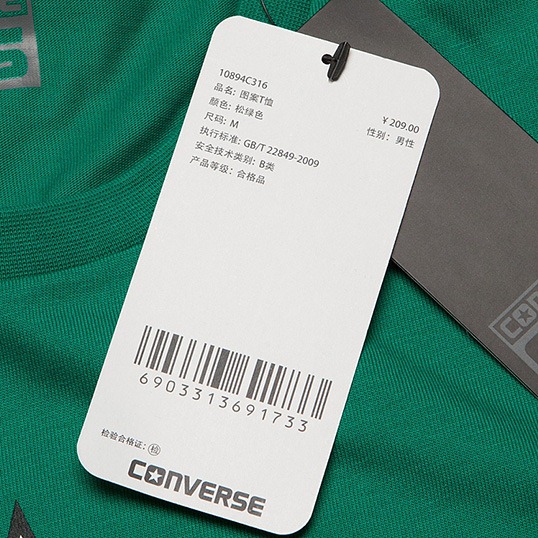 10894C316
品名: 图案T恤
颜色: 松绿色
尺码: M
执行标准: GB/T 22849-2009
安全技术类别: B类
产品等级: 合格品
¥ 209.00
性别: 男性
6903313691733
检验合格证: 检
CONVERSE
CO